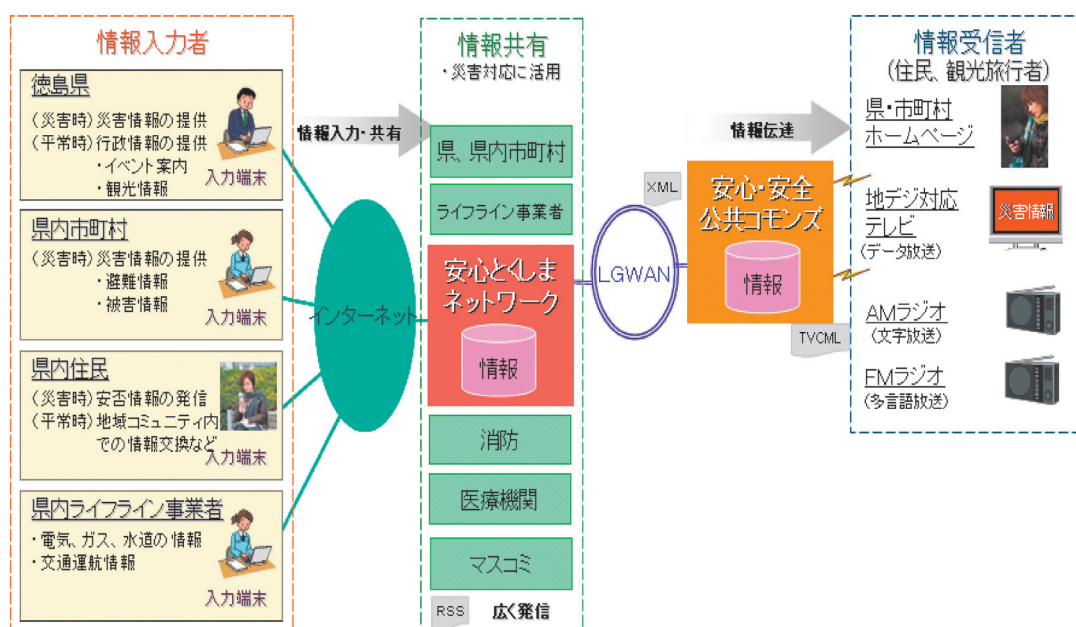 情報入力者
徳島県
(災害時)災害情報の提供
(平常時)行政情報の提供
・イベント案内
・観光情報
入力端末
県内市町村
(災害時)災害情報の提供
・避難情報
・被害情報
入力端末
県内住民
(災害時)安否情報の発信
(平常時)地域コミュニティ内
での情報交換など
入力端末
県内ライフライン事業者
・電気、ガス、水道の情報
・交通運航情報
入力端末
情報入力・共有
インターネット
情報共有
・災害対応に活用
県、県内市町村
ライフライン事業者
安心とくしま
ネットワーク
情報
消防
医療機関
マスコミ
RSS
広く発信
LGWAN
XML
情報伝達
安心・安全
公共コモンズ
情報
TVCML
情報受信者
(住民、観光旅行者)
県・市町村
ホームページ
地デジ対応
テレビ
(データ放送)
災害情報
AMラジオ
(文字放送)
FMラジオ
(多言語放送)